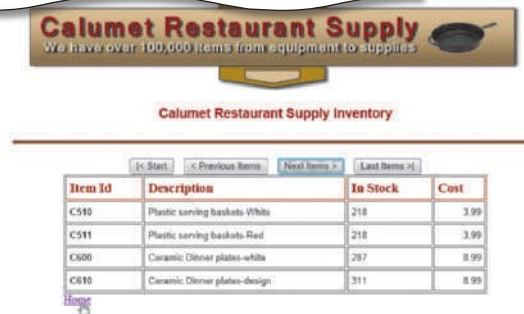 Calumet Restaurant Supply
We have over 100,000 items from equipment to supplies
Calumet Restaurant Supply Inventory
|< Start < Previous Items Next Items > Last Items >|
Item Id Description In Stock Cost
C510 Plastic serving baskets-White 218 3.99
C511 Plastic serving baskets-Red 218 3.99
C600 Ceramic Dinner plates-white 287 8.99
C610 Ceramic Dinner plates-design 311 8.99
Home